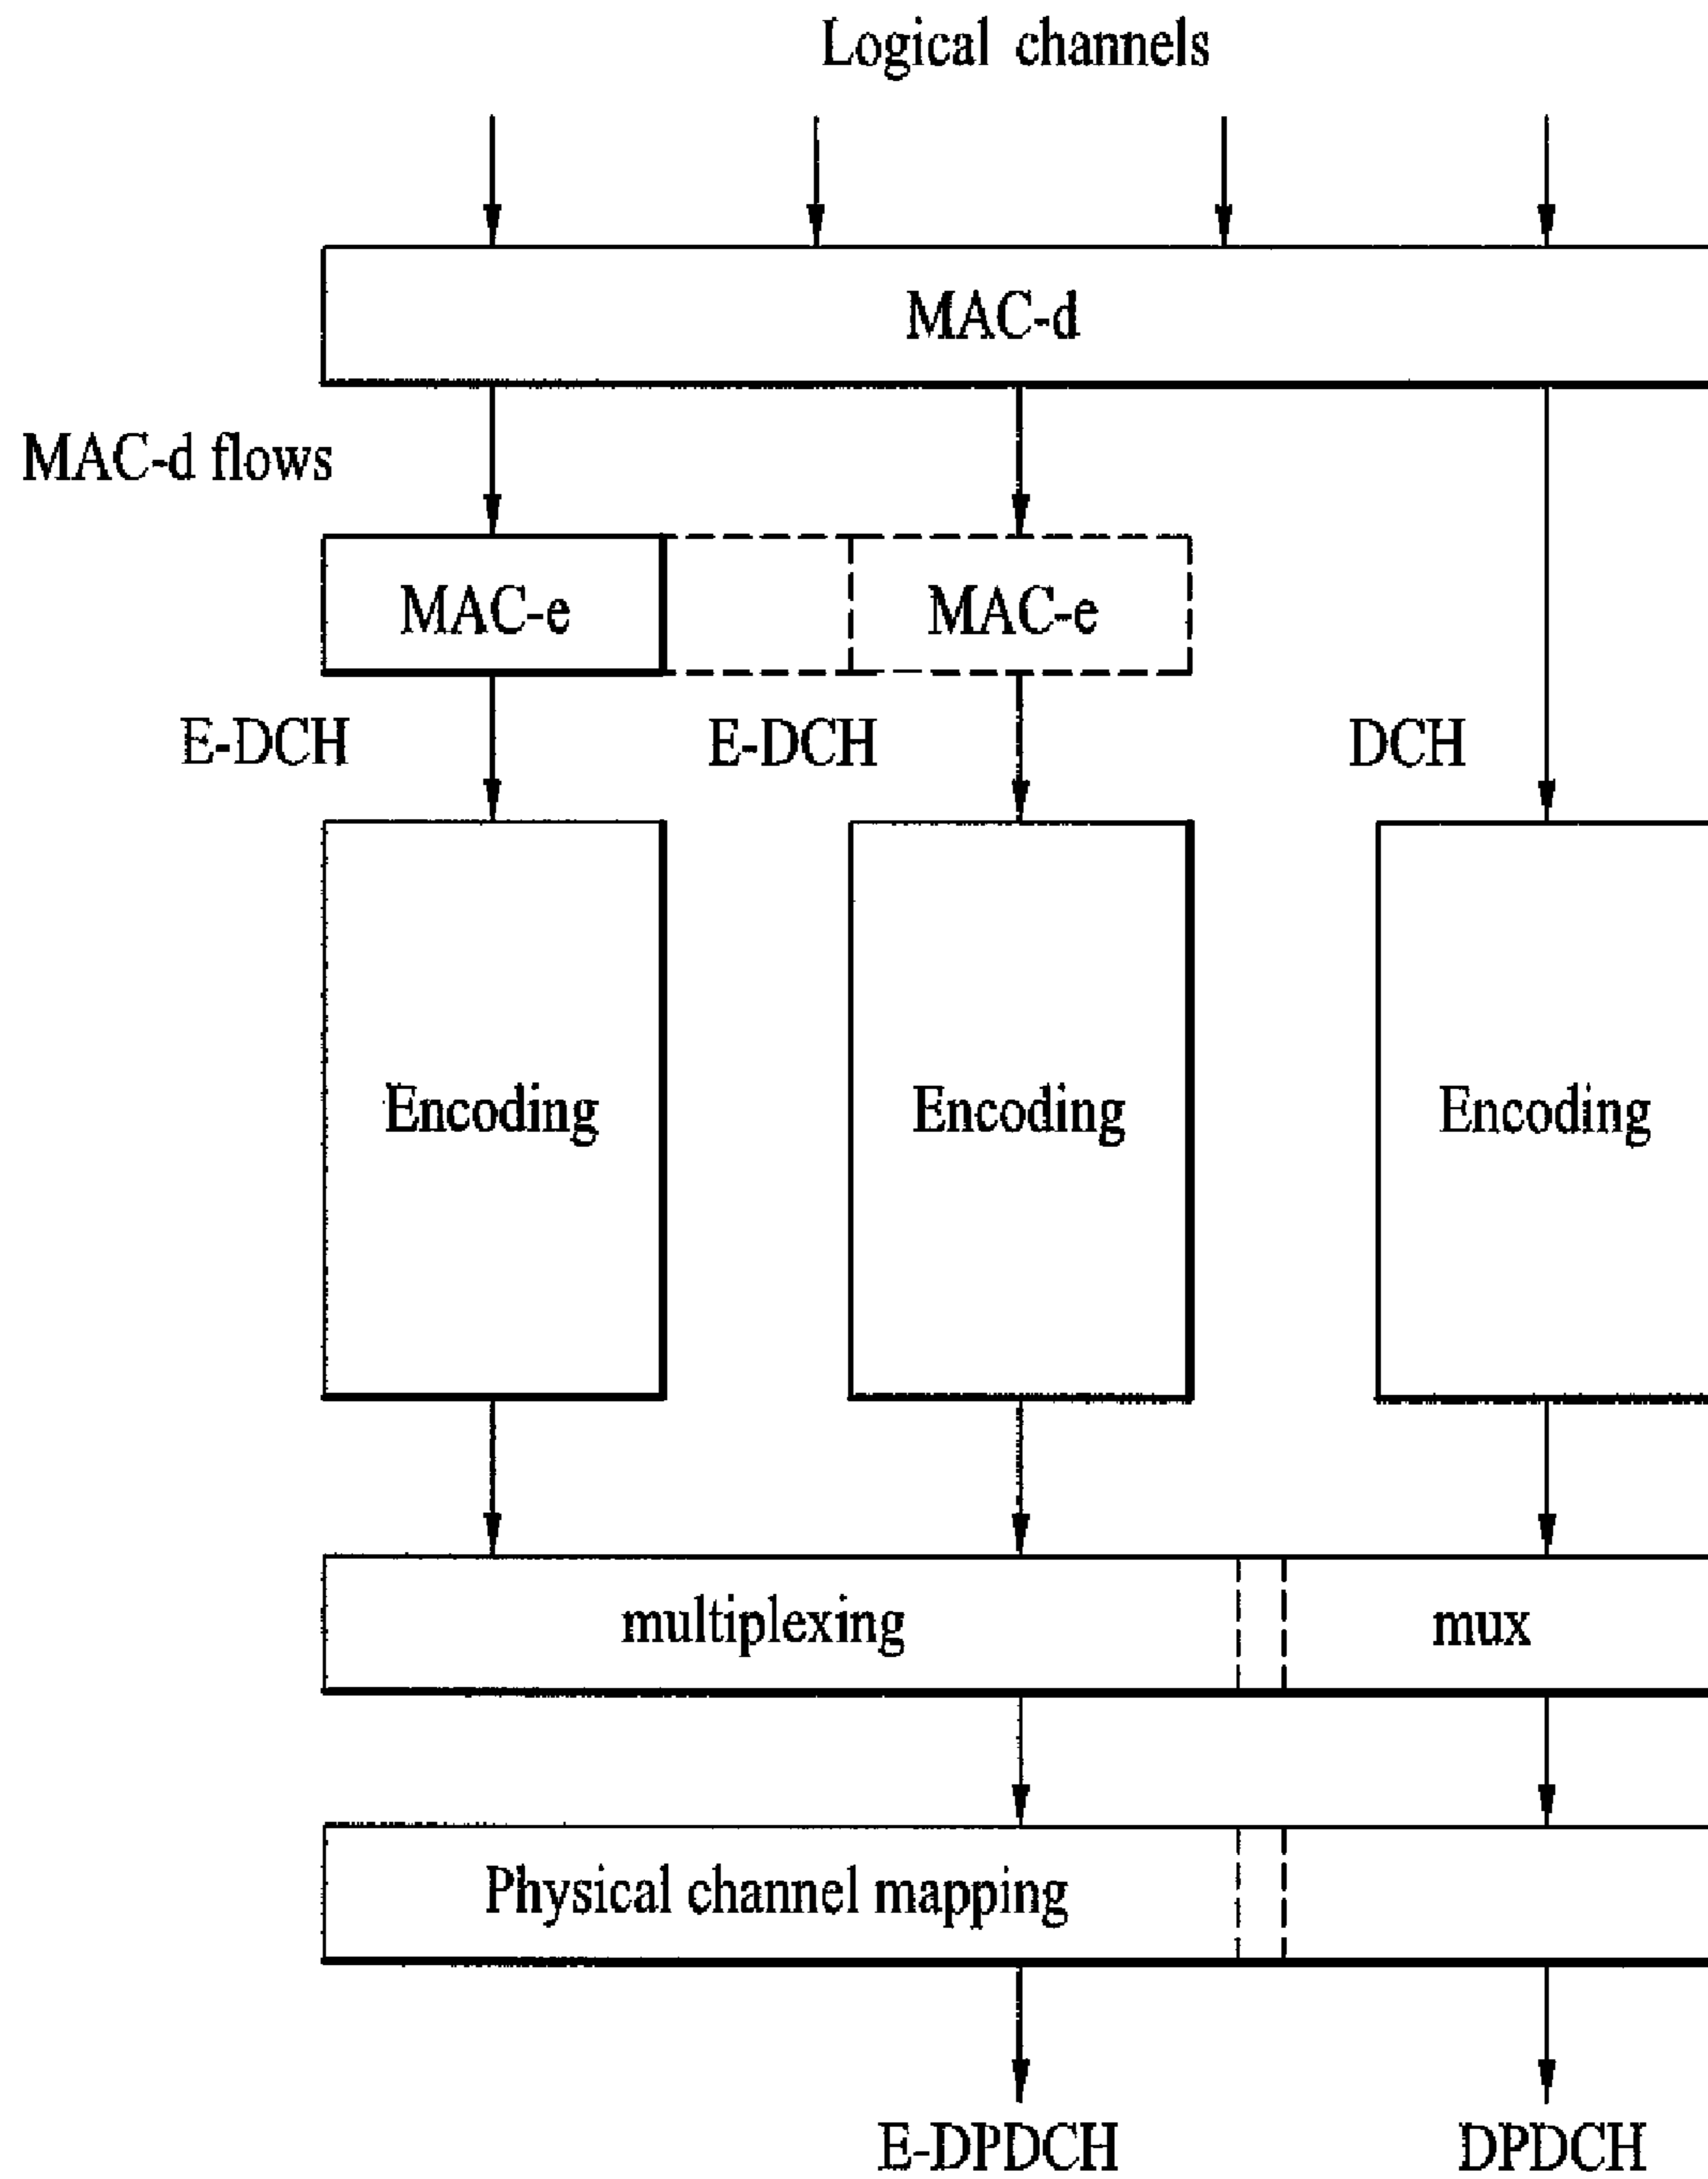 Logical channels
MAC-d
MAC-d flows
MAC-e
MAC-e
E-DCH
E-DCH
DCH
Encoding
Encoding
Encoding
multiplexing
mux
Physical channel mapping
E-DPDCH
DPDCH